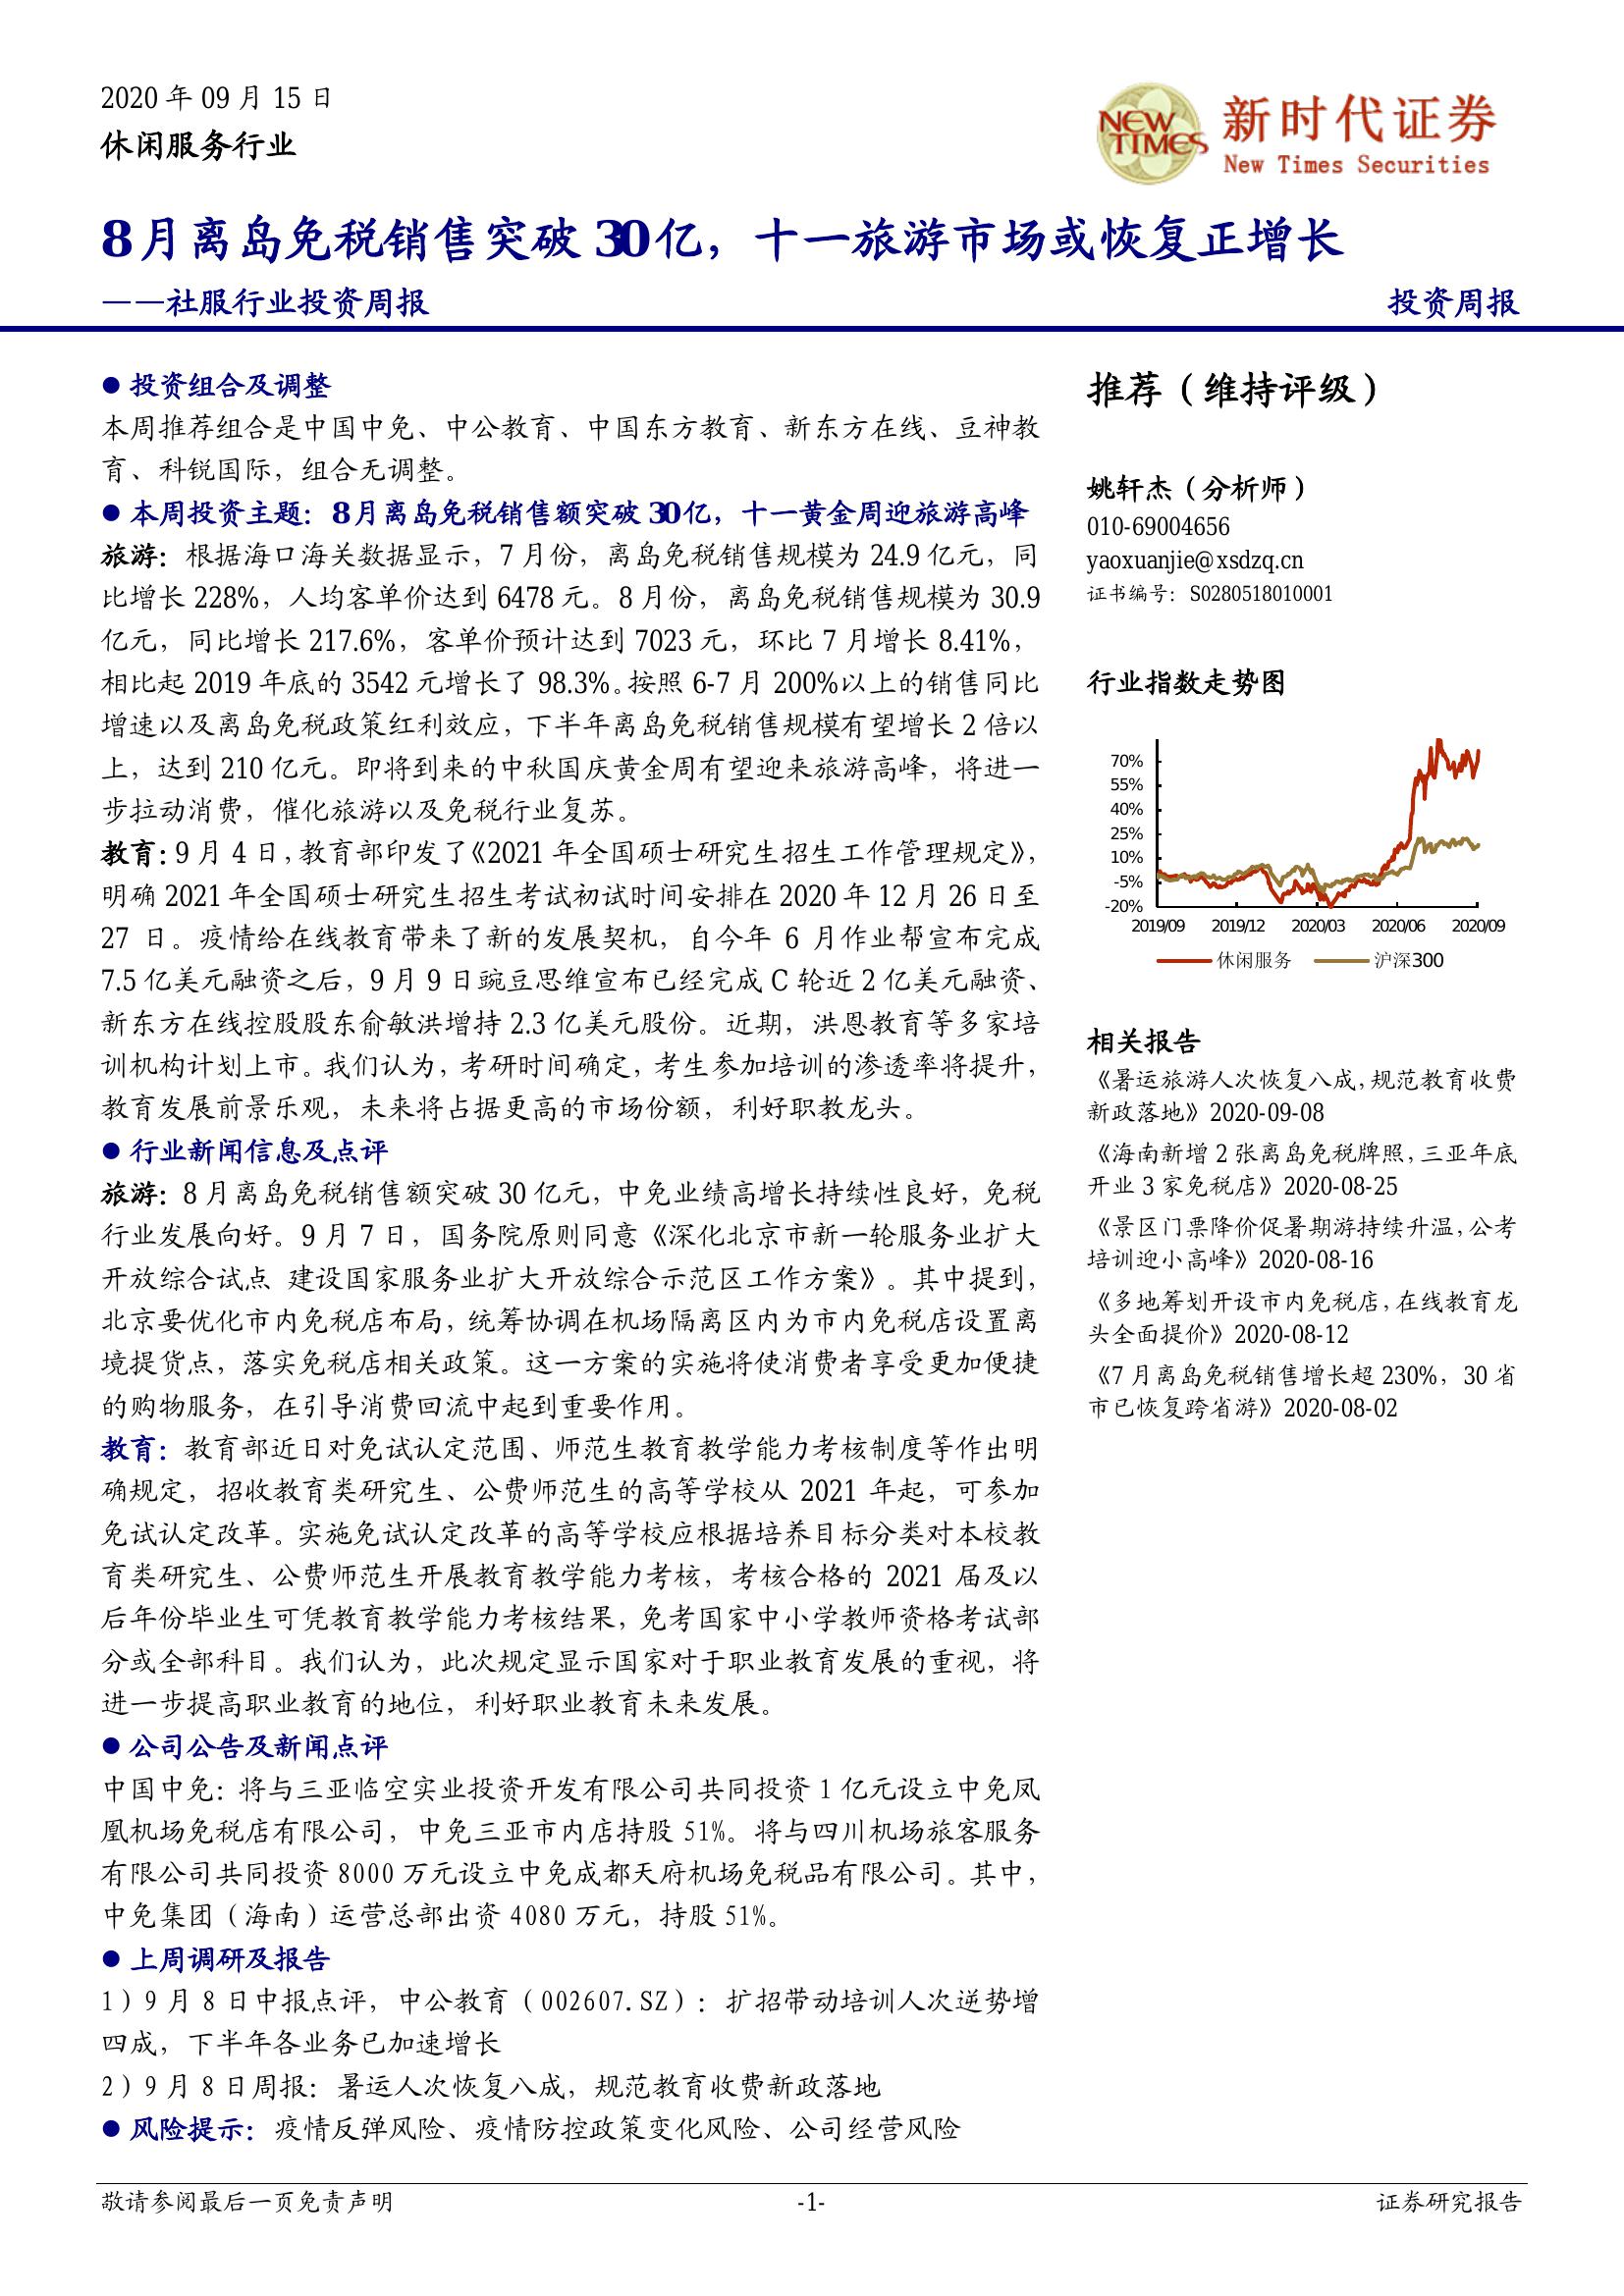 2020 年 09 月 15 日
休闲服务行业
NEW
TIMES
新时代证券
New Times Securities
8 月离岛免税销售突破 30 亿，十一旅游市场或恢复正增长
——社服行业投资周报
投资周报
● 投资组合及调整
本周推荐组合是中国中免、中公教育、中国东方教育、新东方在线、豆神教
育、科锐国际，组合无调整。
● 本周投资主题：8 月离岛免税销售额突破 30 亿，十一黄金周迎旅游高峰
旅游：根据海口海关数据显示，7 月份，离岛免税销售规模为 24.9 亿元，同
比增长 228%，人均客单价达到 6478 元。8 月份，离岛免税销售规模为 30.9
亿元，同比增长 217.6%，客单价预计达到 7023 元，环比 7 月增长 8.41%，
相比起 2019 年底的 3542 元增长了 98.3%。按照 6-7 月 200%以上的销售同比
增速以及离岛免税政策红利效应，下半年离岛免税销售规模有望增长 2 倍以
上，达到 210 亿元。即将到来的中秋国庆黄金周有望迎来旅游高峰，将进一
步拉动消费，催化旅游以及免税行业复苏。
教育：9 月 4 日，教育部印发了《2021 年全国硕士研究生招生工作管理规定》，
明确 2021 年全国硕士研究生招生考试初试时间安排在 2020 年 12 月 26 日至
27 日。疫情给在线教育带来了新的发展契机，自今年 6 月作业帮宣布完成
7.5 亿美元融资之后，9 月 9 日豌豆思维宣布已经完成 C 轮近 2 亿美元融资、
新东方在线控股股东俞敏洪增持 2.3 亿美元股份。近期，洪恩教育等多家培
训机构计划上市。我们认为，考研时间确定，考生参加培训的渗透率将提升，
教育发展前景乐观，未来将占据更高的市场份额，利好职教龙头。
● 行业新闻信息及点评
旅游：8 月离岛免税销售额突破 30 亿元，中免业绩高增长持续性良好，免税
行业发展向好。9 月 7 日，国务院原则同意《深化北京市新一轮服务业扩大
开放综合试点 建设国家服务业扩大开放综合示范区工作方案》。其中提到，
北京要优化市内免税店布局，统筹协调在机场隔离区内为市内免税店设置离
境提货点，落实免税店相关政策。这一方案的实施将使消费者享受更加便捷
的购物服务，在引导消费回流中起到重要作用。
教育：教育部近日对免试认定范围、师范生教育教学能力考核制度等作出明
确规定，招收教育类研究生、公费师范生的高等学校从 2021 年起，可参加
免试认定改革。实施免试认定改革的高等学校应根据培养目标分类对本校教
育类研究生、公费师范生开展教育教学能力考核，考核合格的 2021 届及以
后年份毕业生可凭教育教学能力考核结果，免考国家中小学教师资格考试部
分或全部科目。我们认为，此次规定显示国家对于职业教育发展的重视，将
进一步提高职业教育的地位，利好职业教育未来发展。
● 公司公告及新闻点评
中国中免：将与三亚临空实业投资开发有限公司共同投资 1 亿元设立中免凤
凰机场免税店有限公司，中免三亚市内店持股 51%。将与四川机场旅客服务
有限公司共同投资 8000 万元设立中免成都天府机场免税品有限公司。其中，
中免集团（海南）运营总部出资 4080 万元，持股 51%。
● 上周调研及报告
1）9 月 8 日中报点评，中公教育（002607.SZ）：扩招带动培训人次逆势增
四成，下半年各业务已加速增长
2）9 月 8 日周报：暑运人次恢复八成，规范教育收费新政落地
● 风险提示：疫情反弹风险、疫情防控政策变化风险、公司经营风险
推荐（维持评级）
姚轩杰（分析师）
010-69004656
yaoxuanjie@xsdzq.cn
证书编号：S0280518010001
行业指数走势图
70%
55%
40%
25%
10%
-5%
-20%
2019/09 2019/12 2020/03 2020/06 2020/09
休闲服务 沪深300
相关报告
《暑运旅游人次恢复八成，规范教育收费
新政落地》2020-09-08
《海南新增 2 张离岛免税牌照，三亚年底
开业 3 家免税店》2020-08-25
《景区门票降价促暑期游持续升温，公考
培训迎小高峰》2020-08-16
《多地筹划开设市内免税店，在线教育龙
头全面提价》2020-08-12
《7 月离岛免税销售增长超 230%，30 省
市已恢复跨省游》2020-08-02
敬请参阅最后一页免责声明
-1-
证券研究报告